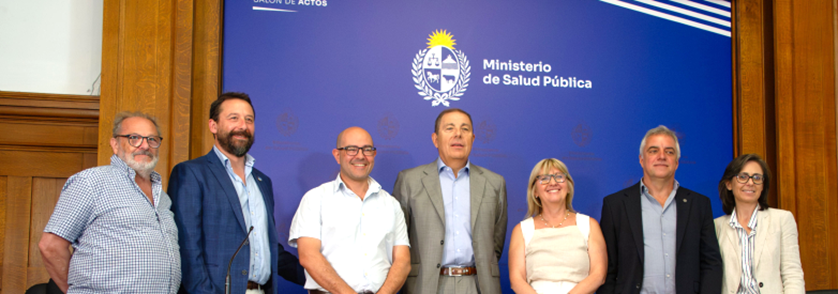 SALÓN DE ACTOS
Ministerio
de Salud Pública